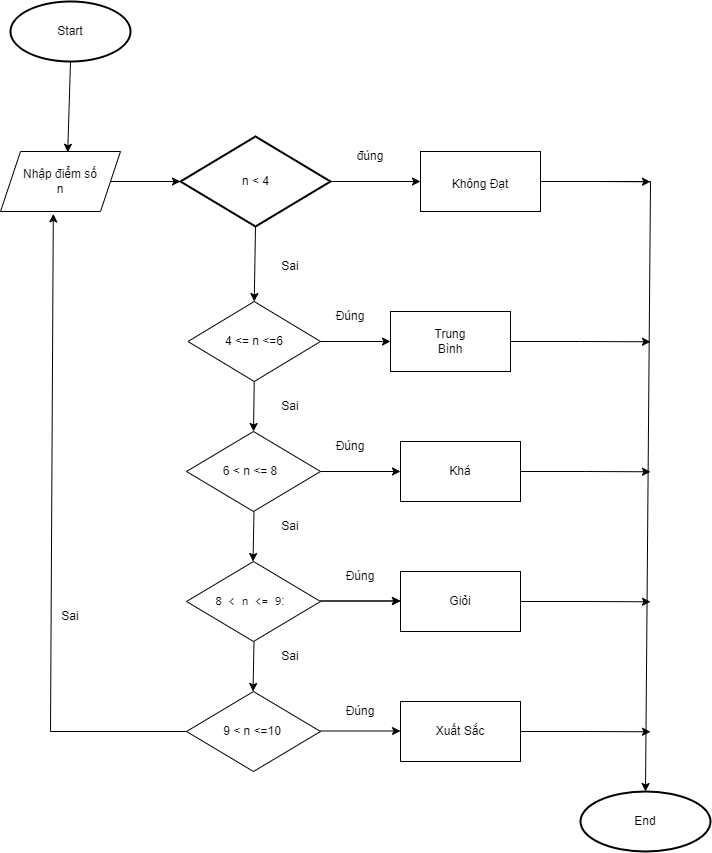 Start
Nhập điểm số
n
n < 4
đúng
Không Đạt
Sai
4 <= n <=6
Đúng
Trung
Bình
Sai
6 < n <= 8
Đúng
Khá
Sai
8 < n <= 9:
Đúng
Giỏi
Sai
Sai
9 < n <=10
Đúng
Xuất Sắc
End